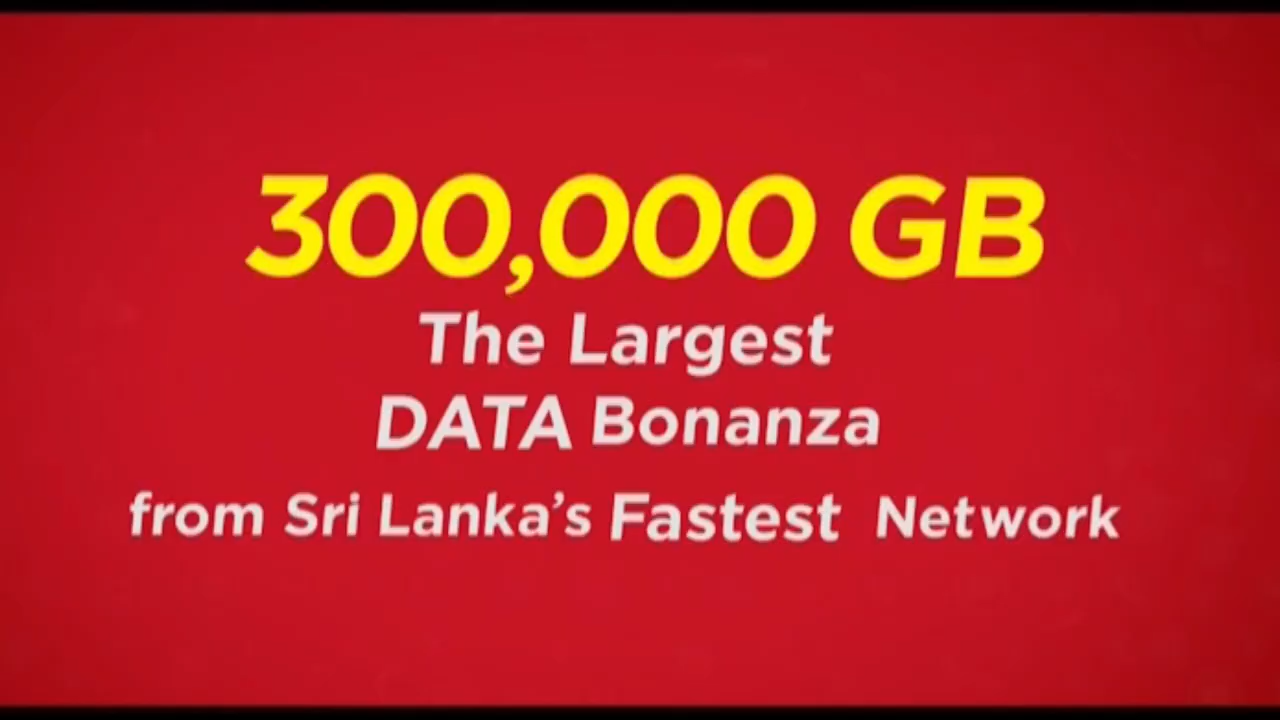 300,000 GB
The Largest
DATA Bonanza
from Sri Lanka's Fastest Network